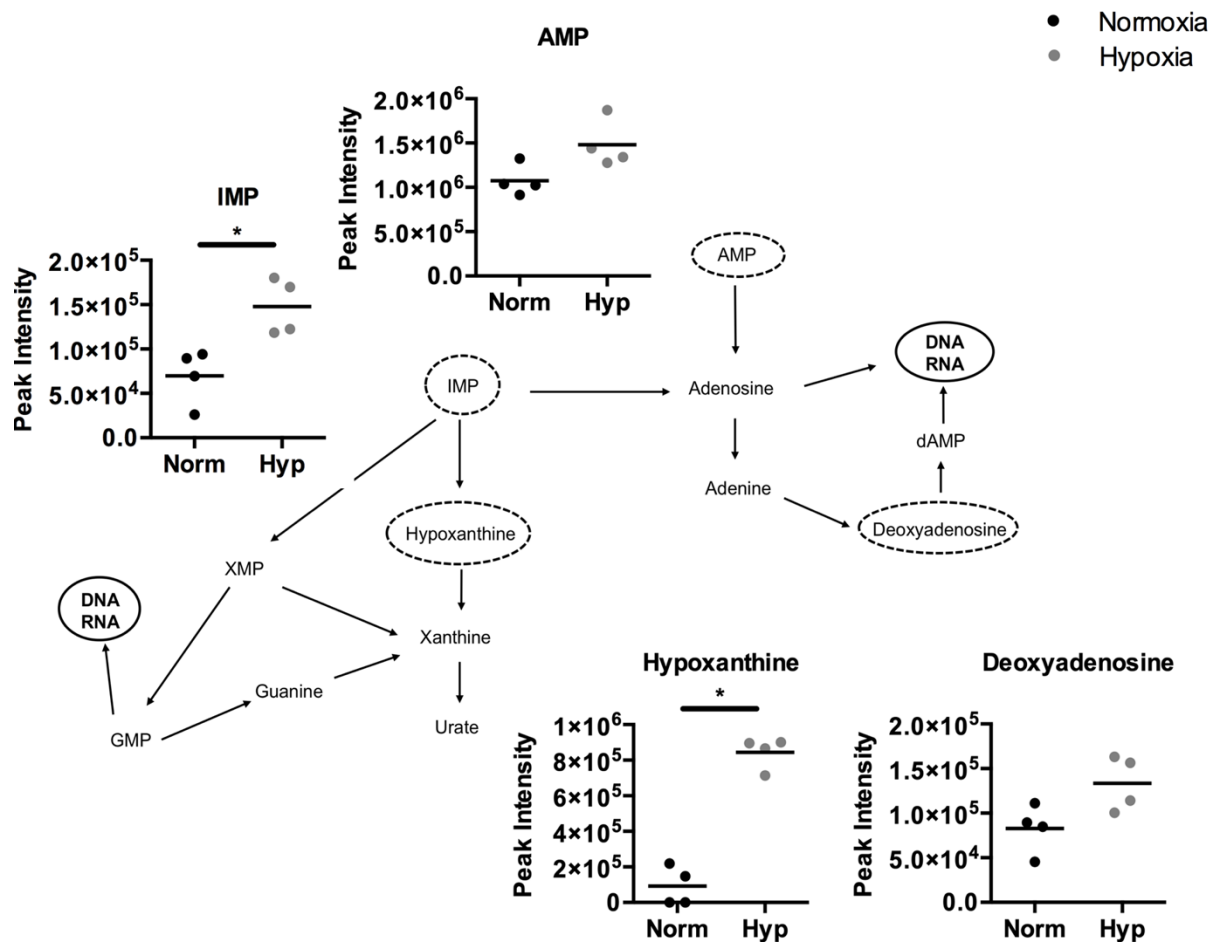 Normoxia
Hypoxia
AMP
2.0×10⁶
1.5×10⁶
1.0×10⁶
5.0×10⁵
0.0
Peak Intensity
Norm Hyp
IMP
*
2.0×10⁵
1.5×10⁵
1.0×10⁵
5.0×10⁴
0.0
Peak Intensity
Norm Hyp
AMP
DNA
RNA
IMP
Adenosine
dAMP
Adenine
Hypoxanthine
Deoxyadenosine
XMP
DNA
RNA
Xanthine
Guanine
Urate
GMP
Hypoxanthine
*
1×10⁶
8×10⁵
6×10⁵
4×10⁵
2×10⁵
0
Peak Intensity
Norm Hyp
Deoxyadenosine
2.0×10⁵
1.5×10⁵
1.0×10⁵
5.0×10⁴
0.0
Peak Intensity
Norm Hyp